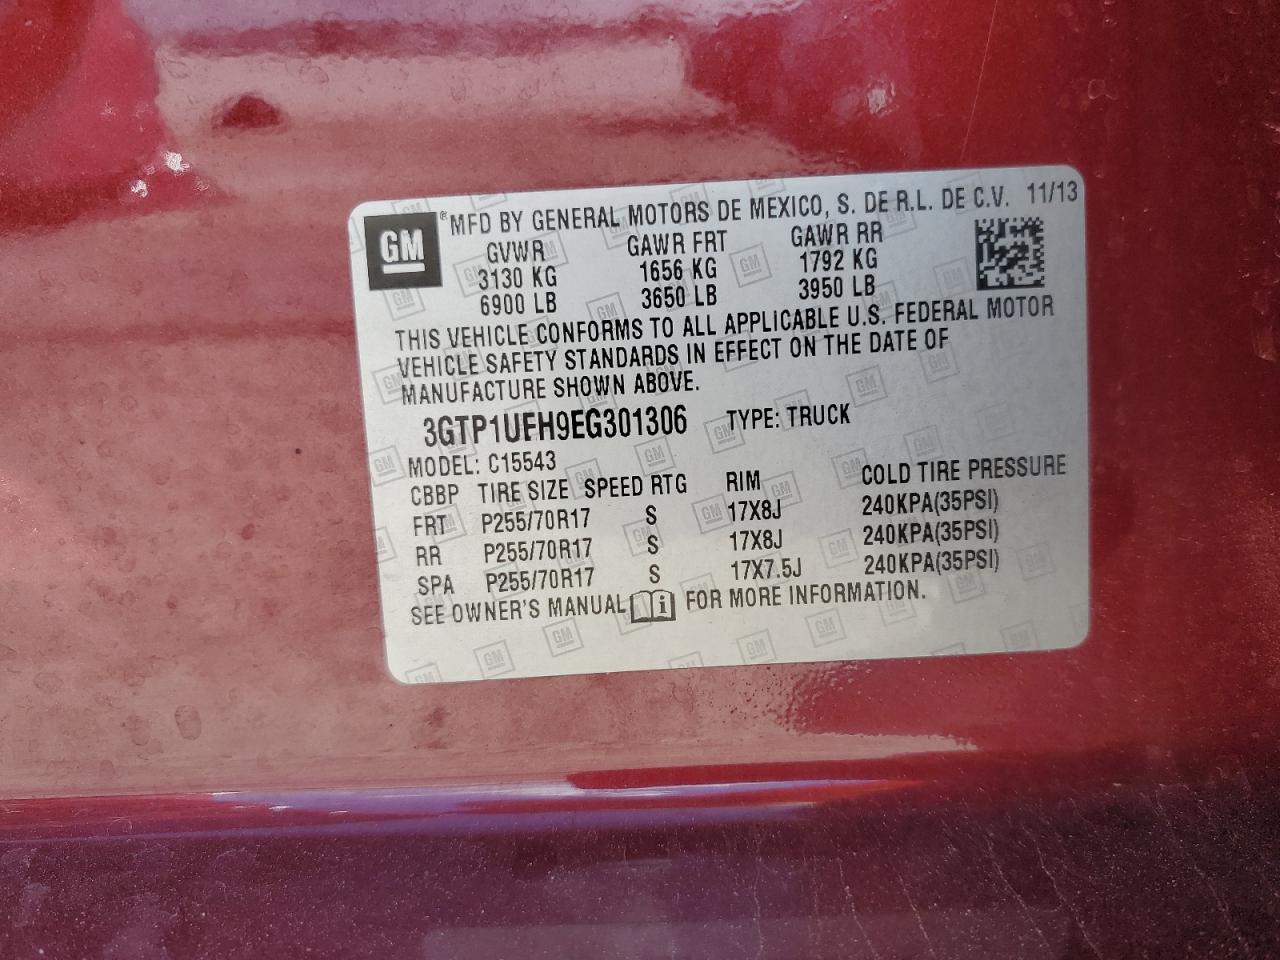 GM ® MFD BY GENERAL MOTORS DE MEXICO, S. DE R.L. DE C.V. 11/13
GVWR GAWR FRT GAWR RR
3130 KG 1656 KG 1792 KG
6900 LB 3650 LB 3950 LB
THIS VEHICLE CONFORMS TO ALL APPLICABLE U.S. FEDERAL MOTOR
VEHICLE SAFETY STANDARDS IN EFFECT ON THE DATE OF
MANUFACTURE SHOWN ABOVE.
3GTP1UFH9EG301306 TYPE: TRUCK
MODEL: C15543
CBBP TIRE SIZE SPEED RTG RIM COLD TIRE PRESSURE
FRT P255/70R17 S 17X8J 240KPA(35PSI)
RR P255/70R17 S 17X8J 240KPA(35PSI)
SPA P255/70R17 S 17X7.5J 240KPA(35PSI)
SEE OWNER'S MANUAL i FOR MORE INFORMATION.